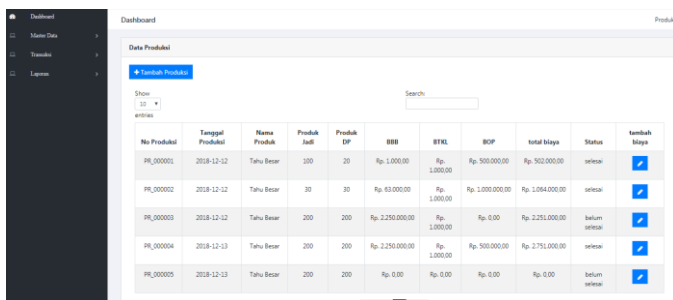 Dashboard
Master Data
Transaksi
Laporan
Dashboard
Produk
Data Produksi
+ Tambah Produksi
Show
10
entries
Search:
No Produksi Tanggal Produksi Nama Produk Produk Jadi Produk DP BBB BTKL BOP total biaya Status tambah biaya
PR_000001 2018-12-12 Tahu Besar 100 20 Rp. 1.000,00 Rp. 1.000,00 Rp. 500.000,00 Rp. 502.000,00 selesai
PR_000002 2018-12-12 Tahu Besar 30 30 Rp. 63.000,00 Rp. 1.000,00 Rp. 1.000.000,00 Rp. 1.064.000,00 selesai
PR_000003 2018-12-12 Tahu Besar 200 200 Rp. 2.250.000,00 Rp. 1.000,00 Rp. 0,00 Rp. 2.251.000,00 belum selesai
PR_000004 2018-12-13 Tahu Besar 200 200 Rp. 2.250.000,00 Rp. 1.000,00 Rp. 500.000,00 Rp. 2.751.000,00 selesai
PR_000005 2018-12-13 Tahu Besar 200 200 Rp. 0,00 Rp. 0,00 Rp. 0,00 Rp. 0,00 belum selesai